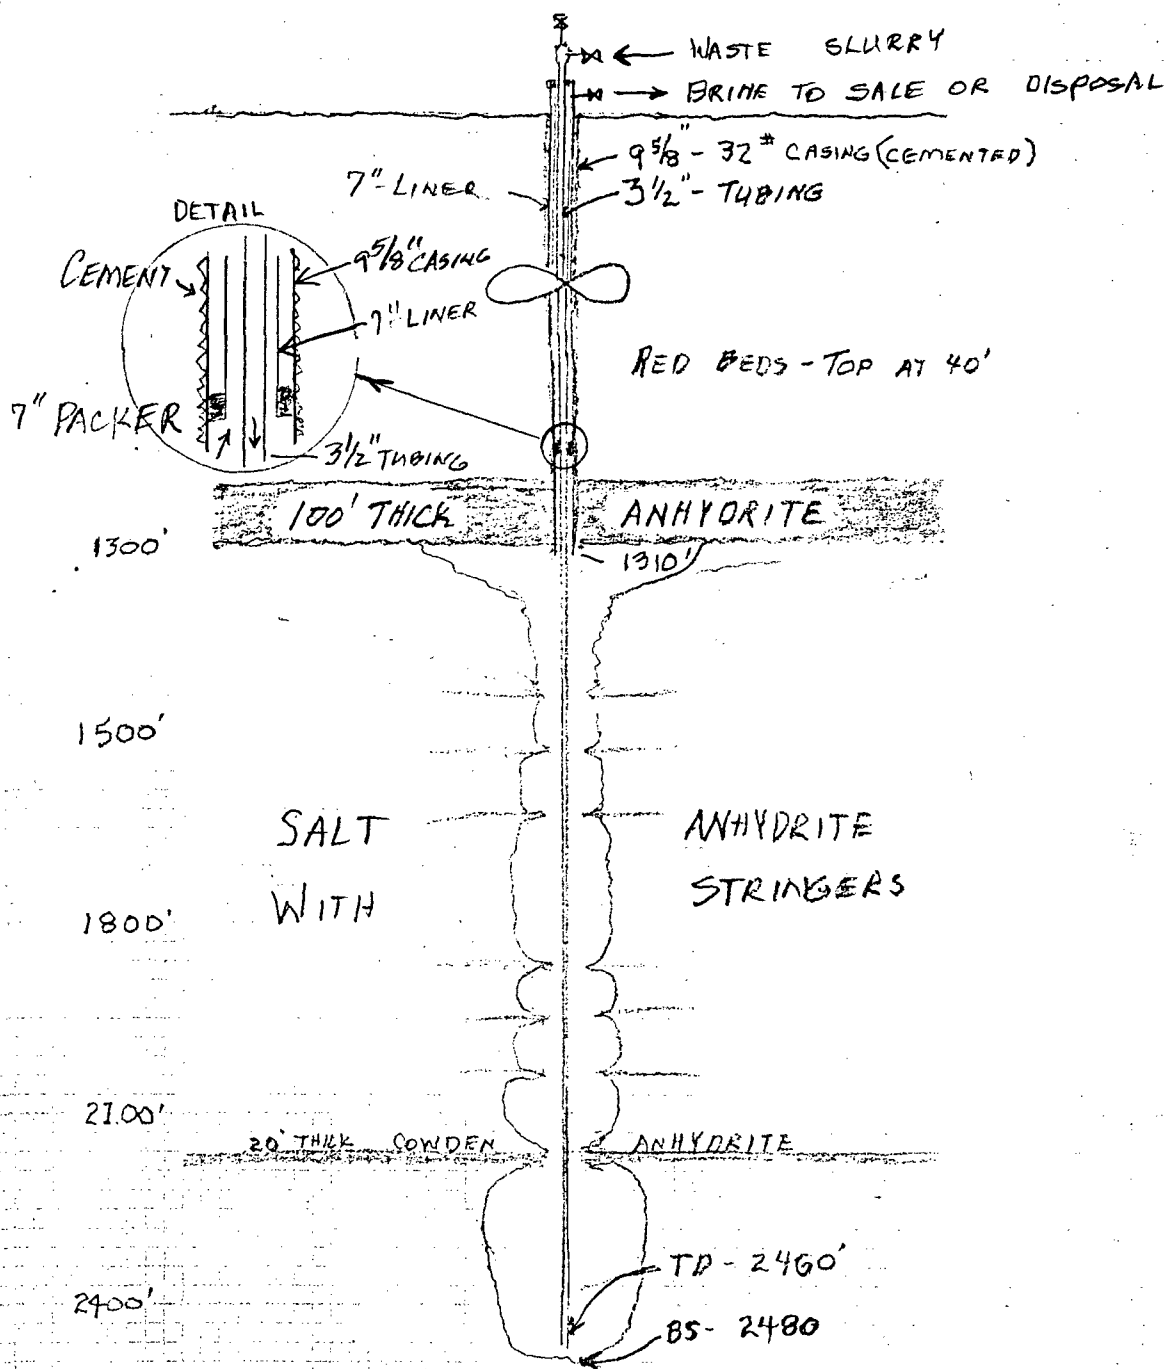 WASTE SLURRY
BRINE TO SALE OR DISPOSAL
9 5/8" - 32# CASING (CEMENTED)
7" - LINER
3 1/2" - TUBING
DETAIL
CEMENT
9 5/8" CASING
7" LINER
RED BEDS - TOP AT 40'
7" PACKER
3 1/2" TUBING
100' THICK ANHYDRITE
1300'
1310'
1500'
SALT ANHYDRITE
WITH STRINGERS
1800'
2100'
20' THICK COWDEN ANHYDRITE
TD - 2460'
2400'
BS - 2480